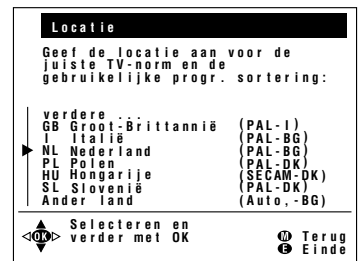 Locatie
Geef de locatie aan voor de
juiste TV-norm en de
gebruikelijke progr. sortering:
verdere ...
GB Groot-Brittannië (PAL-I)
I Italië (PAL-BG)
NL Nederland (PAL-BG)
PL Polen (PAL-DK)
HU Hongarije (SECAM-DK)
SL Slovenië (PAL-DK)
Ander land (Auto,-BG)
Selecteren en
OK verder met OK
M Terug
E Einde